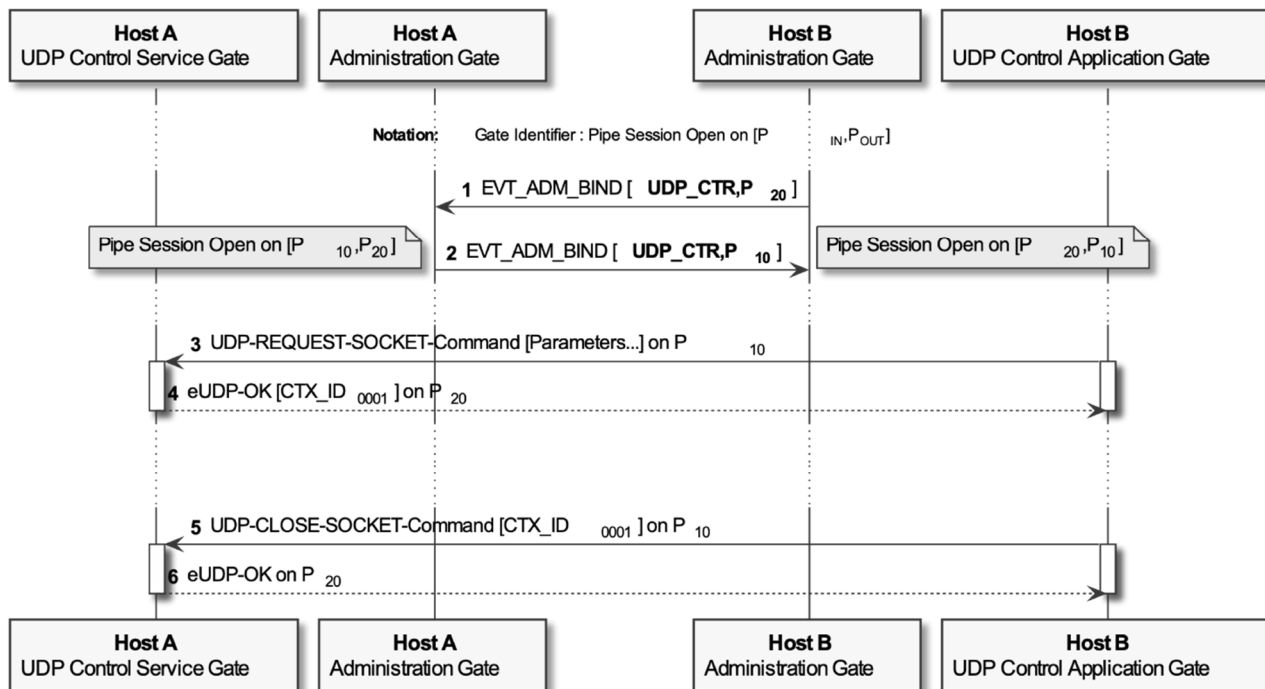 Host A Host A Host B Host B
UDP Control Service Gate Administration Gate Administration Gate UDP Control Application Gate
Notation: Gate Identifier : Pipe Session Open on [P IN,POUT]
1 EVT_ADM_BIND [ UDP_CTR,P 20 ]
Pipe Session Open on [P 10,P20 ]
2 EVT_ADM_BIND [ UDP_CTR,P 10 ]
Pipe Session Open on [P 20,P10 ]
3 UDP-REQUEST-SOCKET-Command [Parameters...] on P 10
4 eUDP-OK [CTX_ID 0001 ] on P 20
5 UDP-CLOSE-SOCKET-Command [CTX_ID 0001 ] on P 10
6 eUDP-OK on P 20
Host A Host A Host B Host B
UDP Control Service Gate Administration Gate Administration Gate UDP Control Application Gate